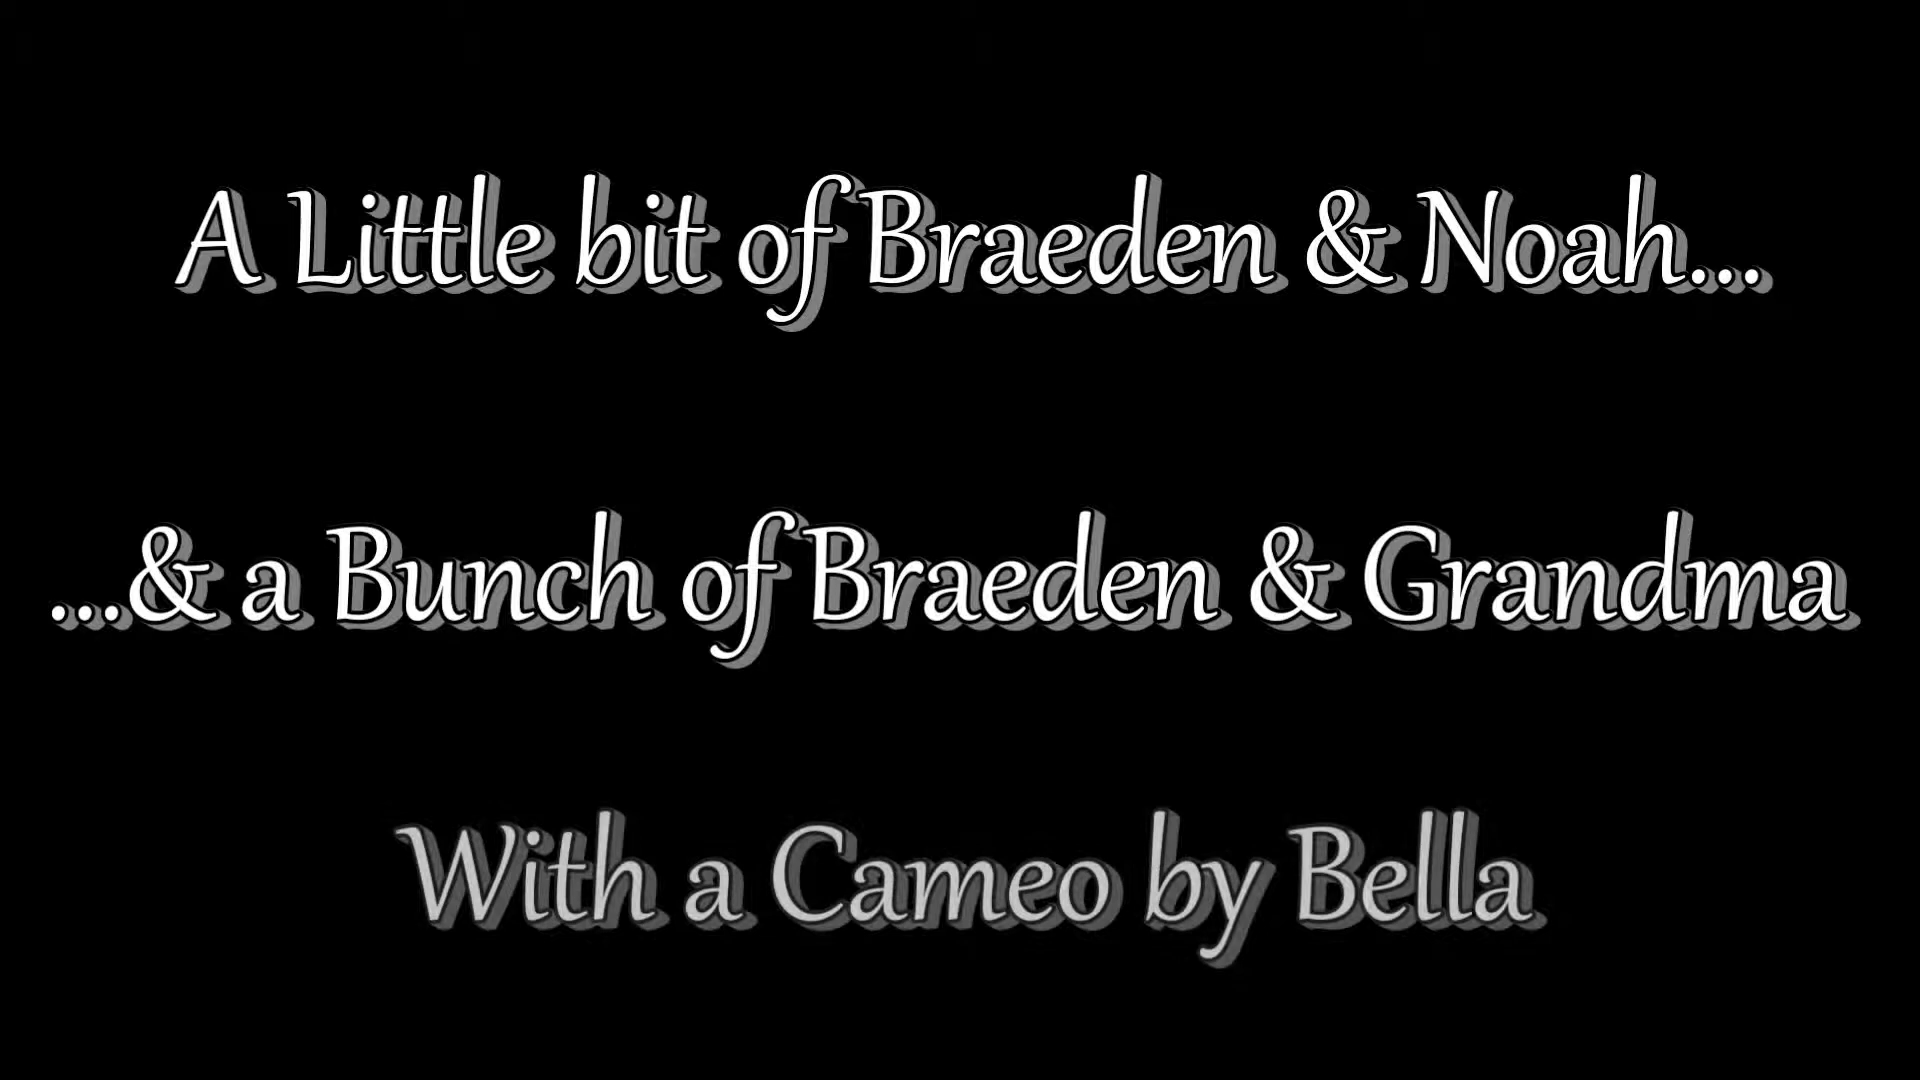 A Little bit of Braeden & Noah...
...& a Bunch of Braeden & Grandma
With a Cameo by Bella